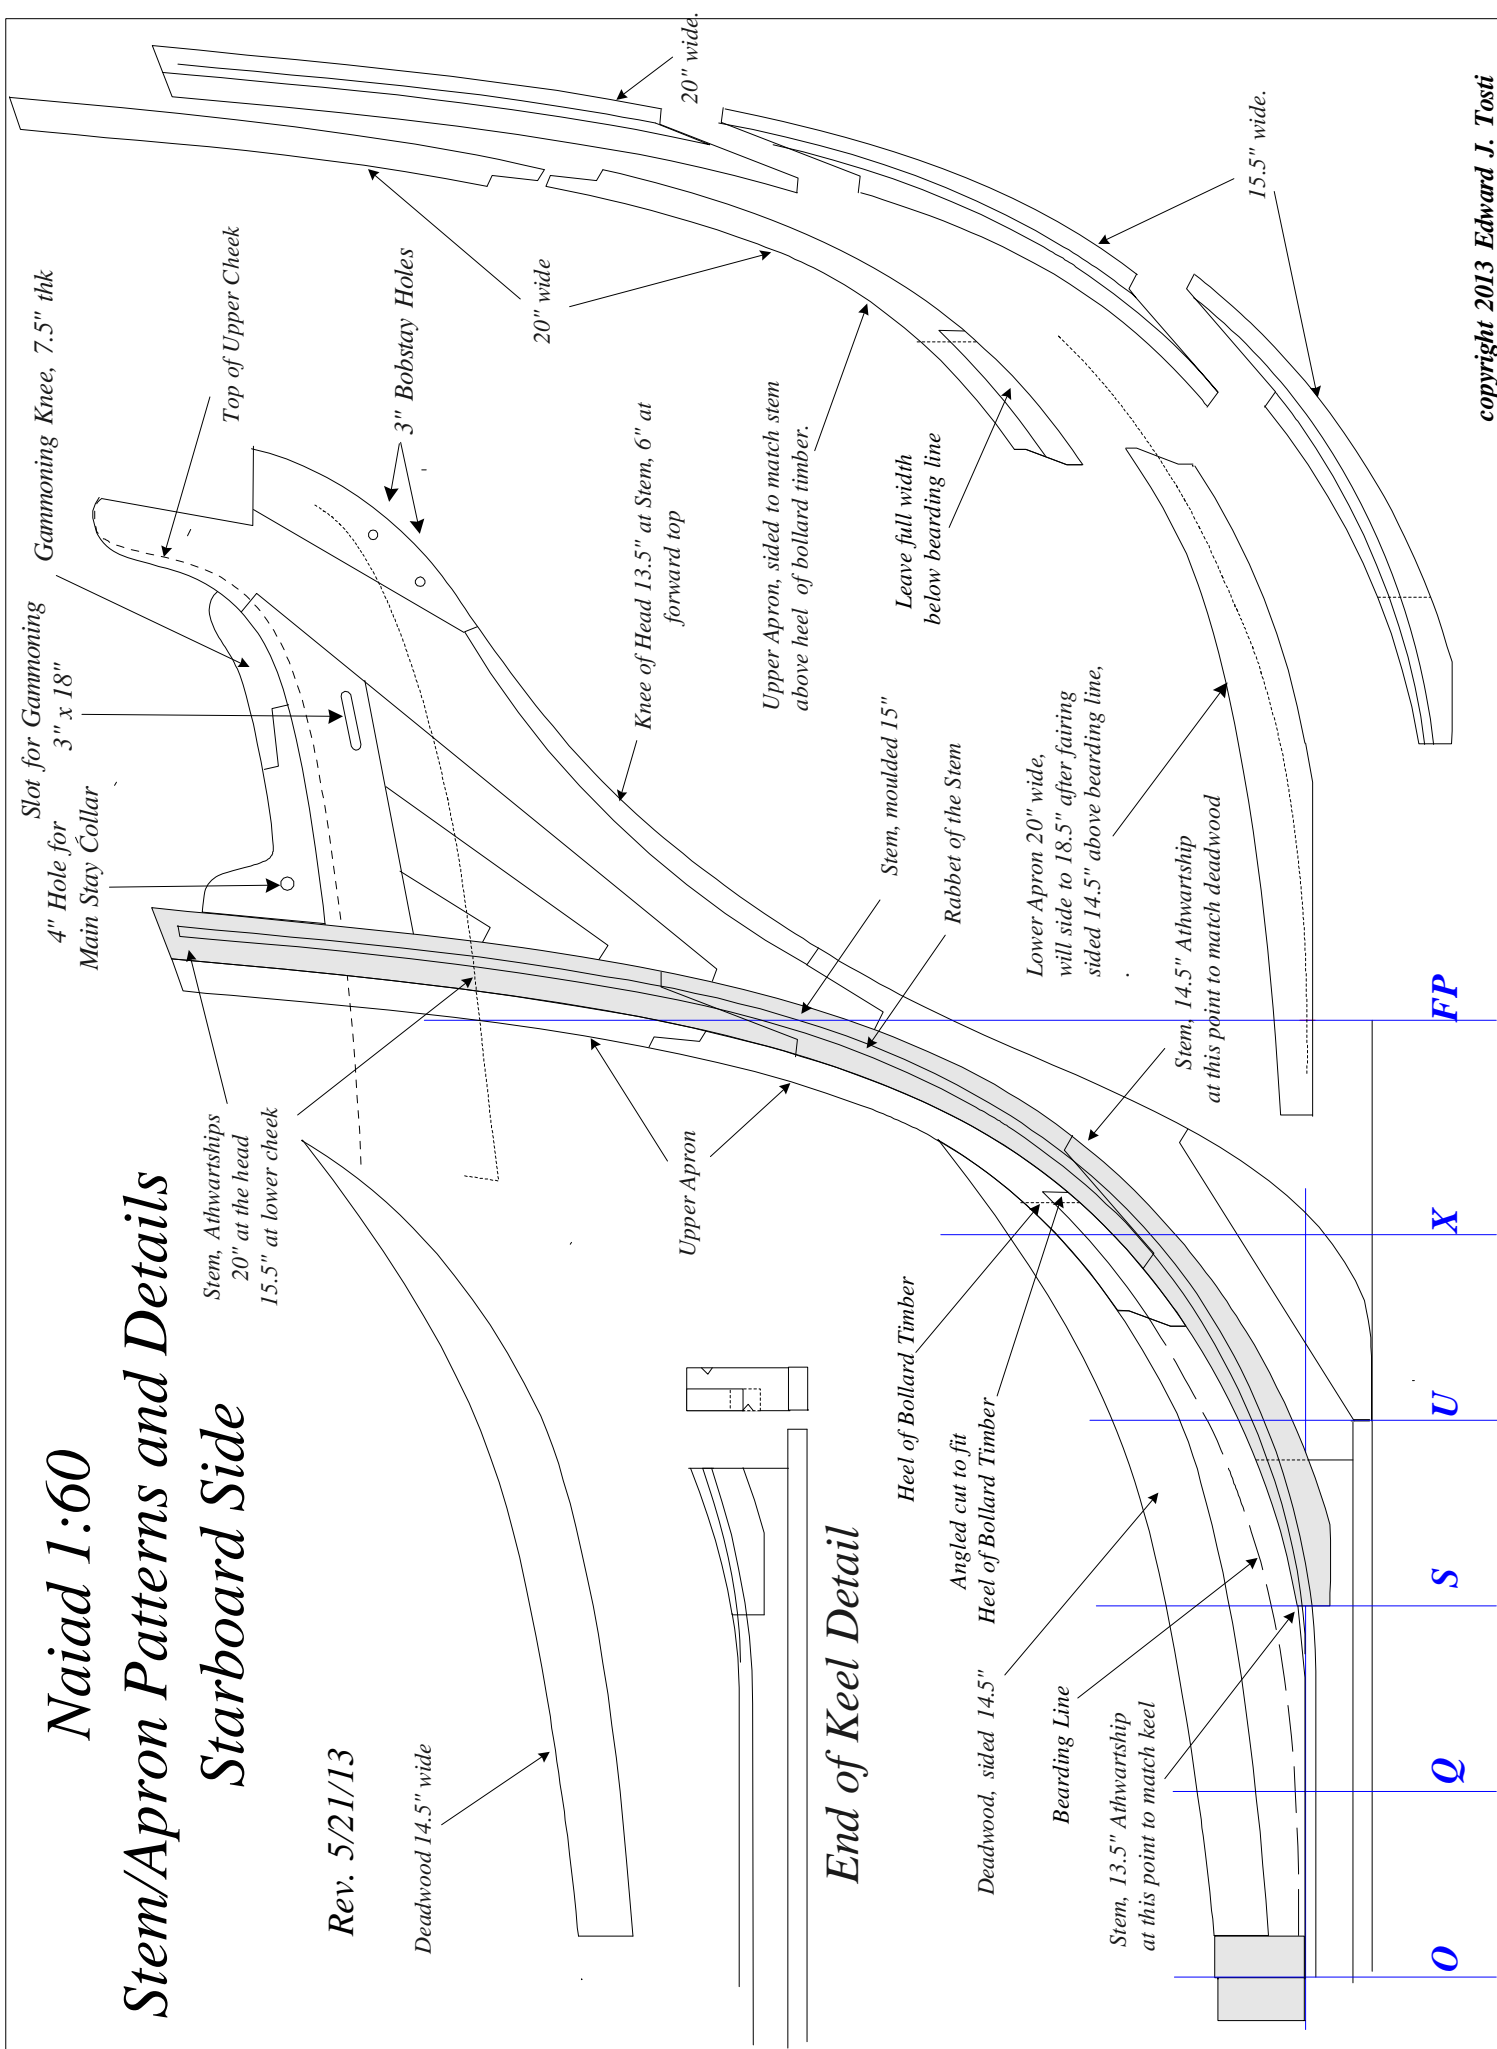 Naiad 1:60
Stem/Apron Patterns and Details
Starboard Side
Rev. 5/21/13
Deadwood 14.5" wide
Slot for Gammoning
3" x 18"
4" Hole for
Main Stay Collar
Gammoning Knee, 7.5" thk
Top of Upper Cheek
3" Bobstay Holes
20" wide.
20" wide
15.5" wide.
Stem, Athwartships
20" at the head
15.5" at lower cheek
Knee of Head 13.5" at Stem, 6" at
forward top
Upper Apron, sided to match stem
above heel of bollard timber.
Leave full width
below bearding line
Upper Apron
Stem, moulded 15"
Rabbet of the Stem
Lower Apron 20" wide,
will side to 18.5" after fairing
sided 14.5" above bearding line,
.
Stem, 14.5" Athwartship
at this point to match deadwood
End of Keel Detail
Heel of Bollard Timber
Angled cut to fit
Heel of Bollard Timber
Deadwood, sided 14.5"
Bearding Line
Stem, 13.5" Athwartship
at this point to match keel
O
Q
S
U
X
FP
copyright 2013 Edward J. Tosti